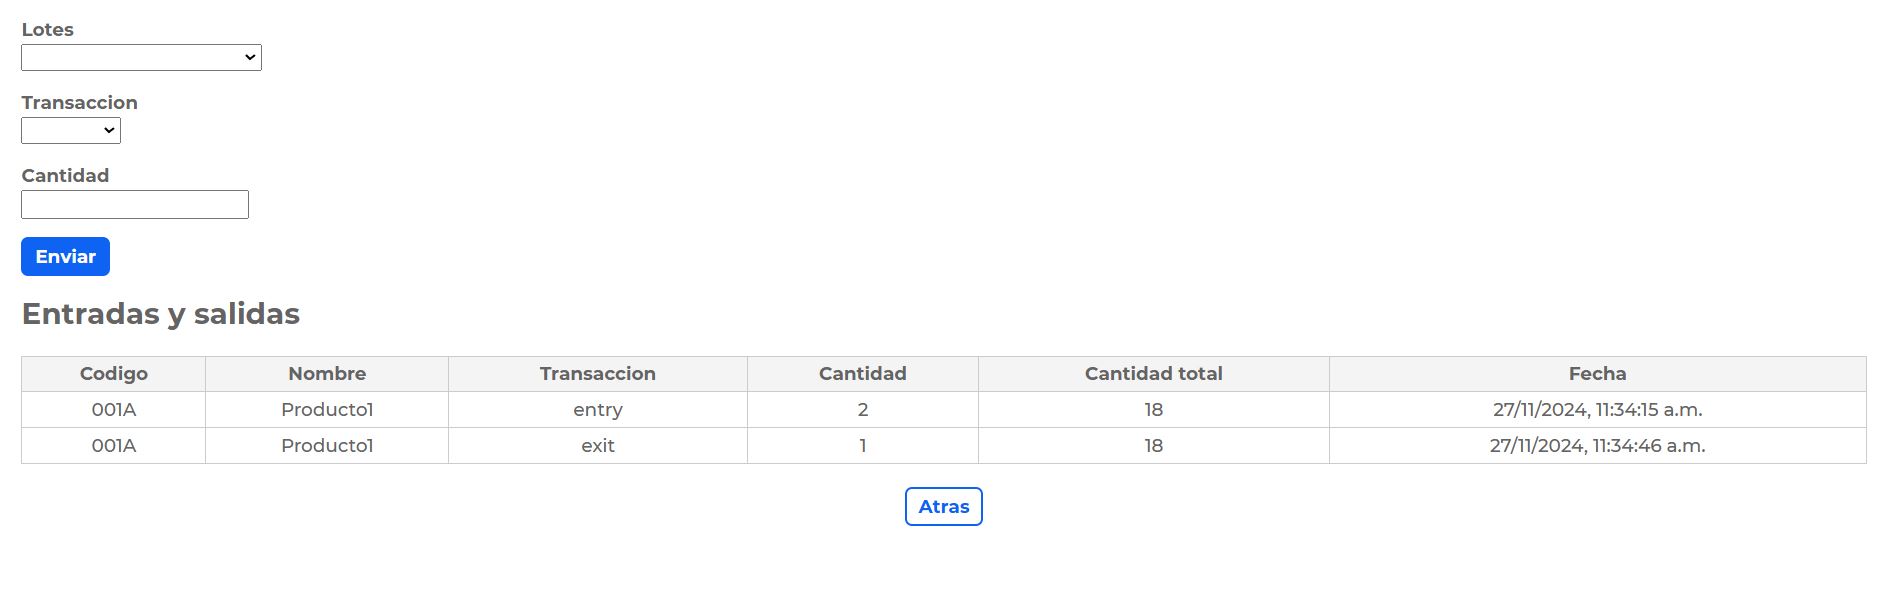 Lotes
Transaccion
Cantidad
Enviar
Entradas y salidas
Codigo Nombre Transaccion Cantidad Cantidad total Fecha
001A Producto1 entry 2 18 27/11/2024, 11:34:15 a.m.
001A Producto1 exit 1 18 27/11/2024, 11:34:46 a.m.
Atras